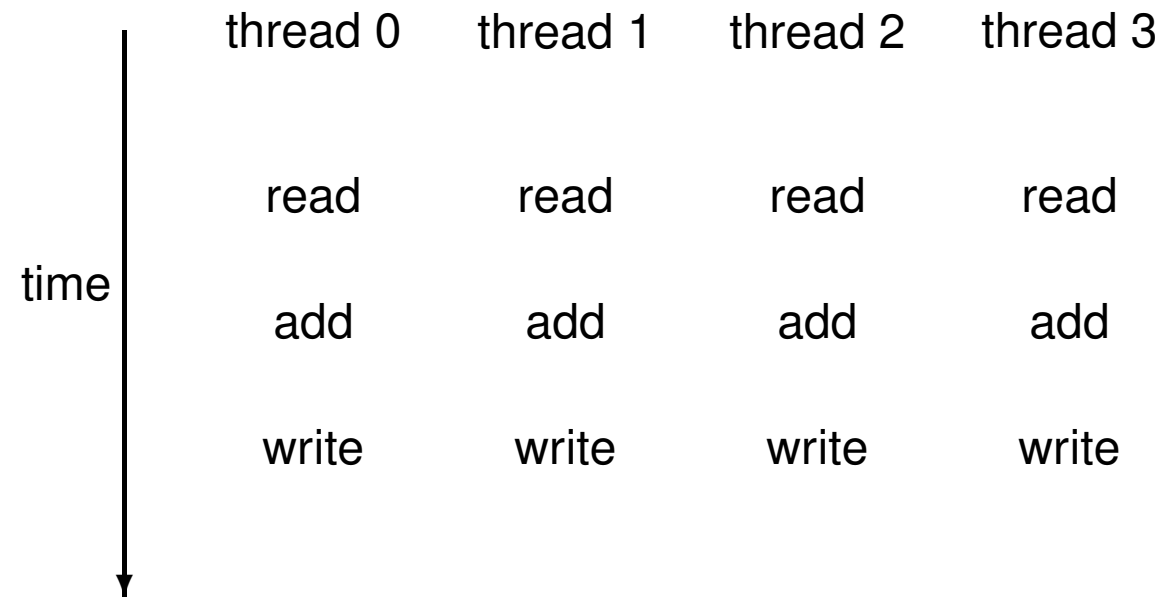 thread 0 thread 1 thread 2 thread 3
read read read read
time
add add add add
write write write write